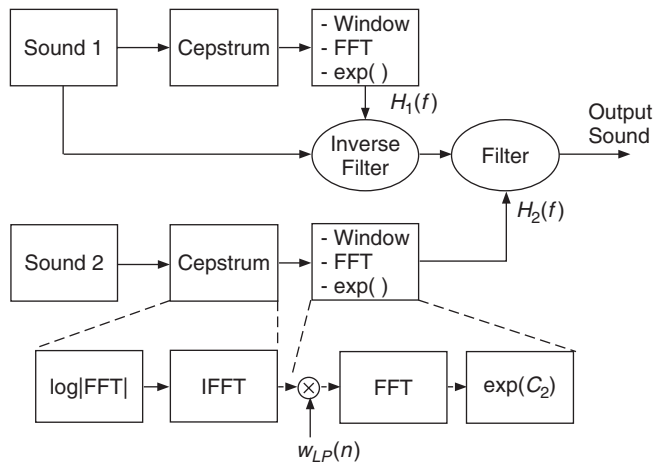 Sound 1
Cepstrum
- Window
- FFT
- exp( )
H1(f)
Inverse
Filter
Filter
Output
Sound
H2(f)
Sound 2
Cepstrum
- Window
- FFT
- exp( )
log|FFT|
IFFT
×
FFT
exp(C2)
wLP(n)